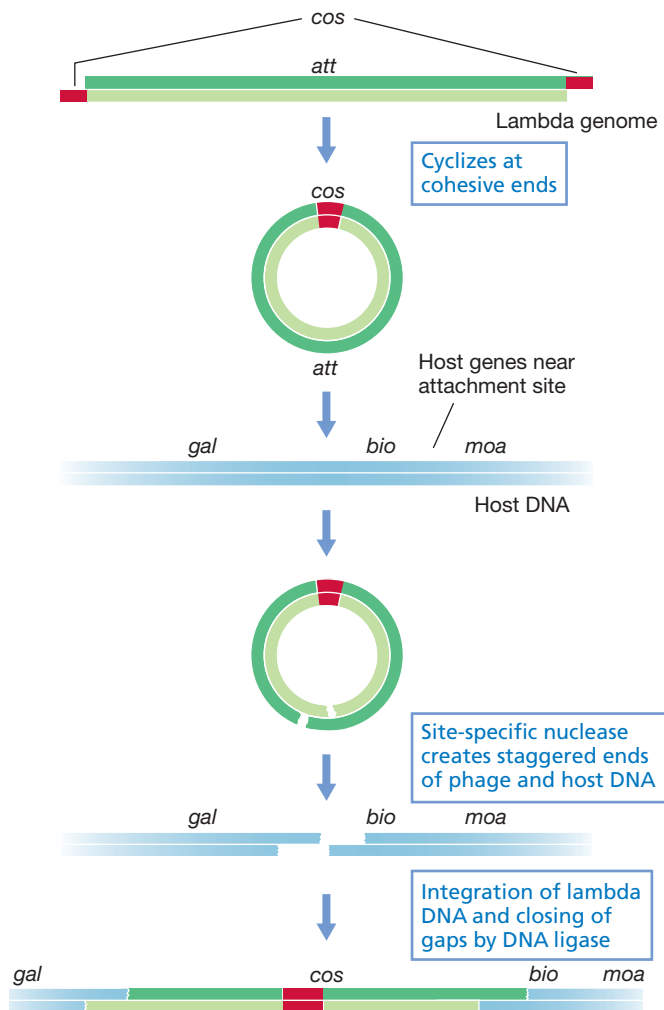 cos
att
Lambda genome
Cyclizes at
cohesive ends
cos
att
Host genes near
attachment site
gal bio moa
Host DNA
Site-specific nuclease
creates staggered ends
of phage and host DNA
gal bio moa
Integration of lambda
DNA and closing of
gaps by DNA ligase
gal cos bio moa